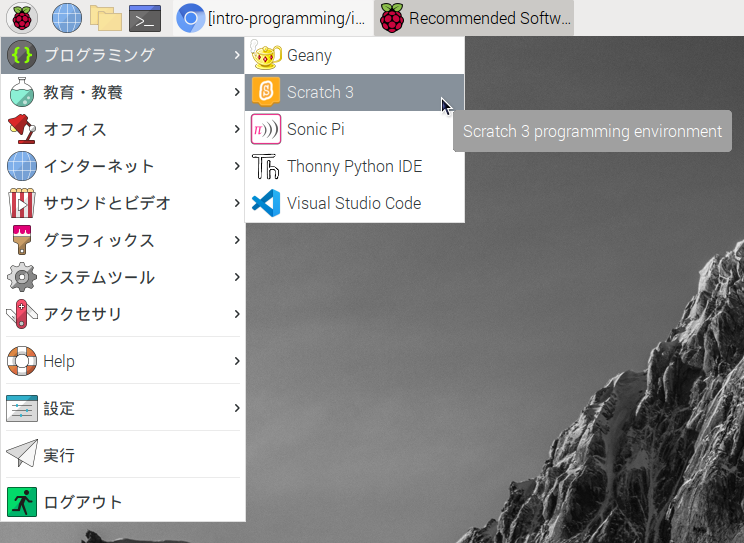 [intro-programming/i...
Recommended Softw...
プログラミング
教育・教養
オフィス
インターネット
サウンドとビデオ
グラフィックス
システムツール
アクセサリ
Help
設定
実行
ログアウト
Geany
Scratch 3
Sonic Pi
Thonny Python IDE
Visual Studio Code
Scratch 3 programming environment